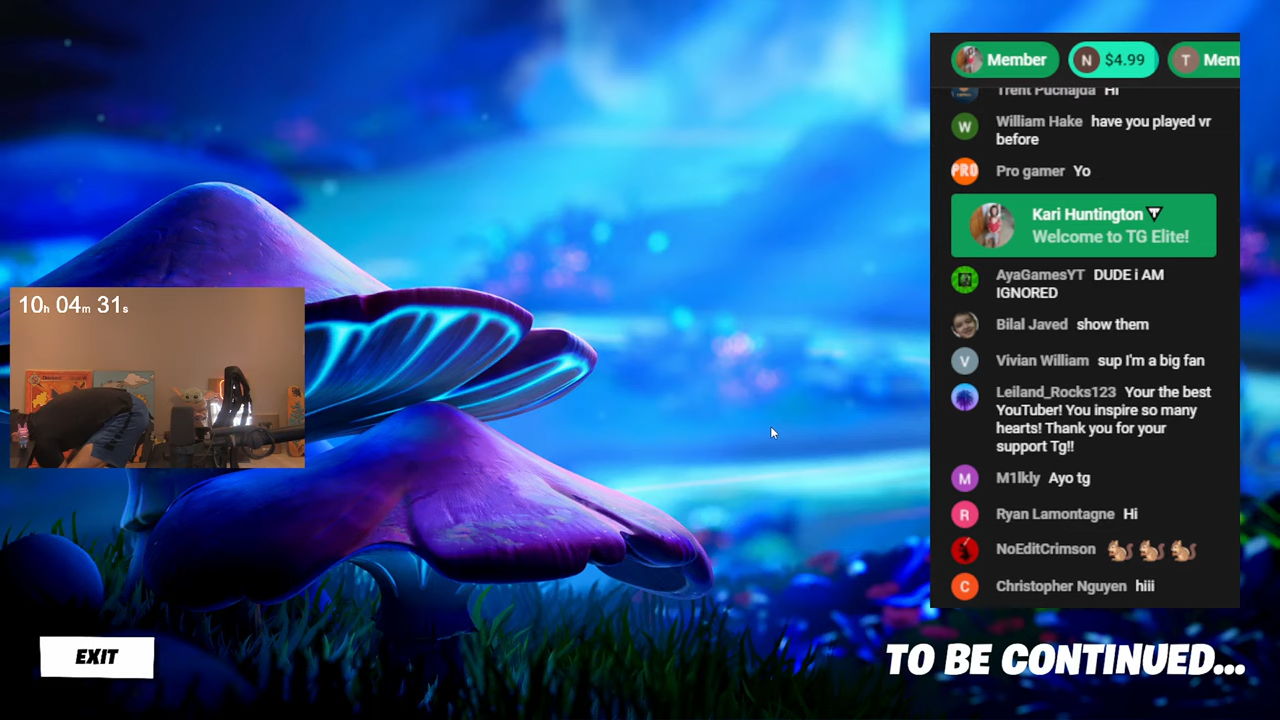 Member
N $4.99
T Mem
Trent Puchajda Hi
W William Hake have you played vr
before
PRO Pro gamer Yo
Kari Huntington
Welcome to TG Elite!
AyaGamesYT DUDE i AM
IGNORED
Bilal Javed show them
V Vivian William sup I'm a big fan
Leiland_Rocks123 Your the best
YouTuber! You inspire so many
hearts! Thank you for your
support Tg!!
M M1lkly Ayo tg
R Ryan Lamontagne Hi
NoEditCrimson
C Christopher Nguyen hiii
10h 04m 31s
EXIT
TO BE CONTINUED...